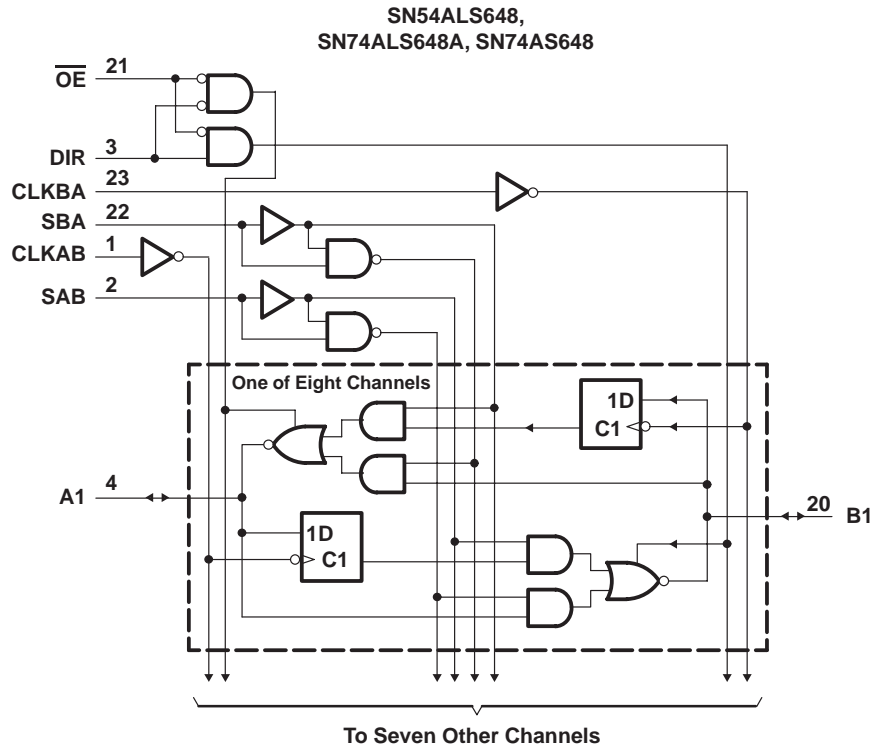 SN54ALS648,
SN74ALS648A, SN74AS648
OE 21
DIR 3
CLKBA 23
SBA 22
CLKAB 1
SAB 2
One of Eight Channels
1D
C1
A1 4
20 B1
1D
C1
To Seven Other Channels